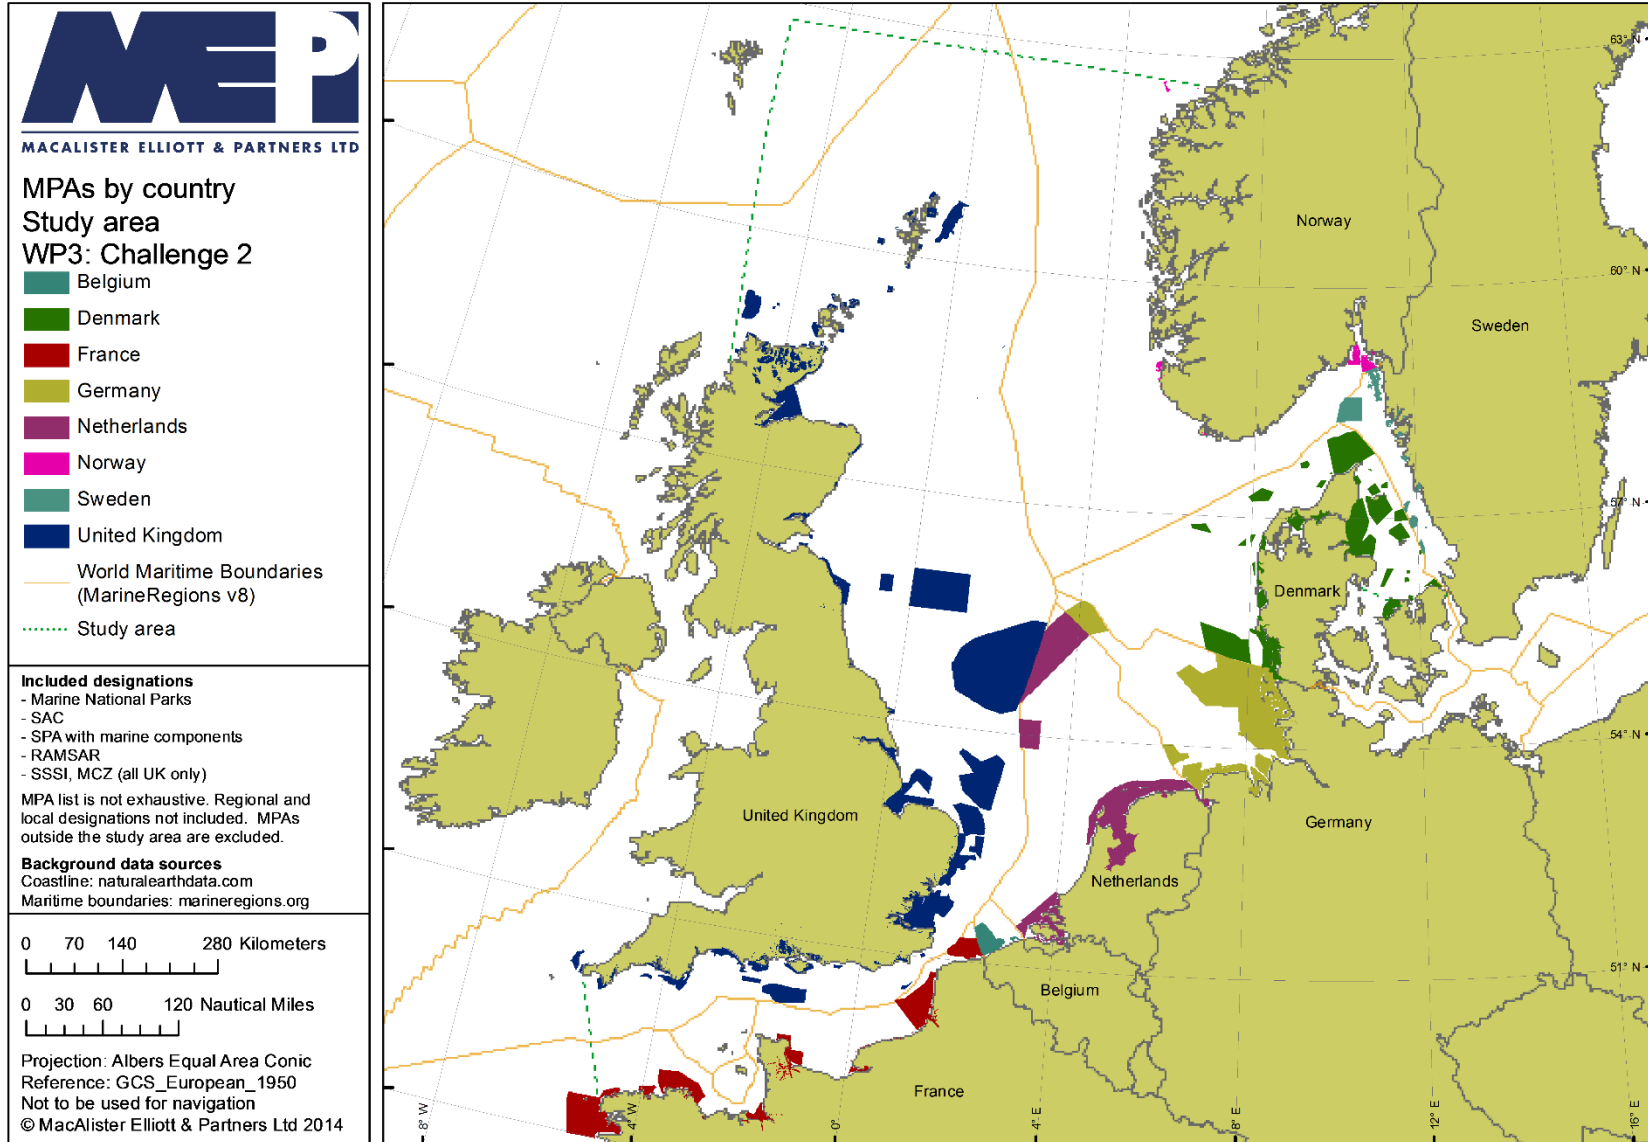 MEP
MACALISTER ELLIOTT & PARTNERS LTD
MPAs by country
Study area
WP3: Challenge 2
Belgium
Denmark
France
Germany
Netherlands
Norway
Sweden
United Kingdom
World Maritime Boundaries
(MarineRegions v8)
Study area
Included designations
- Marine National Parks
- SAC
- SPA with marine components
- RAMSAR
- SSSI, MCZ (all UK only)
MPA list is not exhaustive. Regional and
local designations not included. MPAs
outside the study area are excluded.
Background data sources
Coastline: naturalearthdata.com
Maritime boundaries: marineregions.org
0 70 140 280 Kilometers
0 30 60 120 Nautical Miles
Projection: Albers Equal Area Conic
Reference: GCS_European_1950
Not to be used for navigation
© MacAlister Elliott & Partners Ltd 2014
63° N
Norway
60° N
Sweden
57° N
Denmark
54° N
United Kingdom
Germany
Netherlands
51° N
Belgium
France
8° W
4° W
0°
4° E
8° E
12° E
16° E